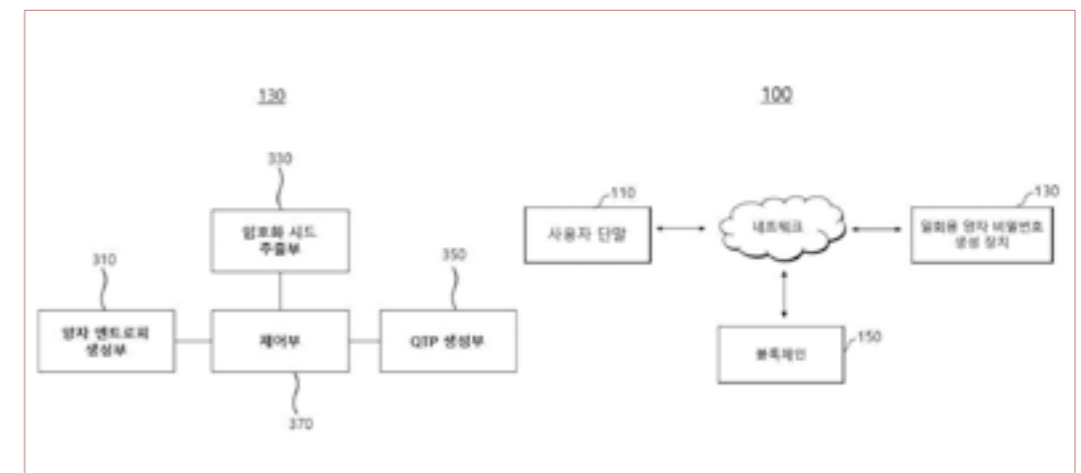 130
100
330
암호화 시드
추출부
310
350
양자 엔트로피
생성부
제어부
QTP 생성부
370
110
사용자 단말
네트워크
130
일회용 양자 비밀번호
생성 장치
블록체인
150